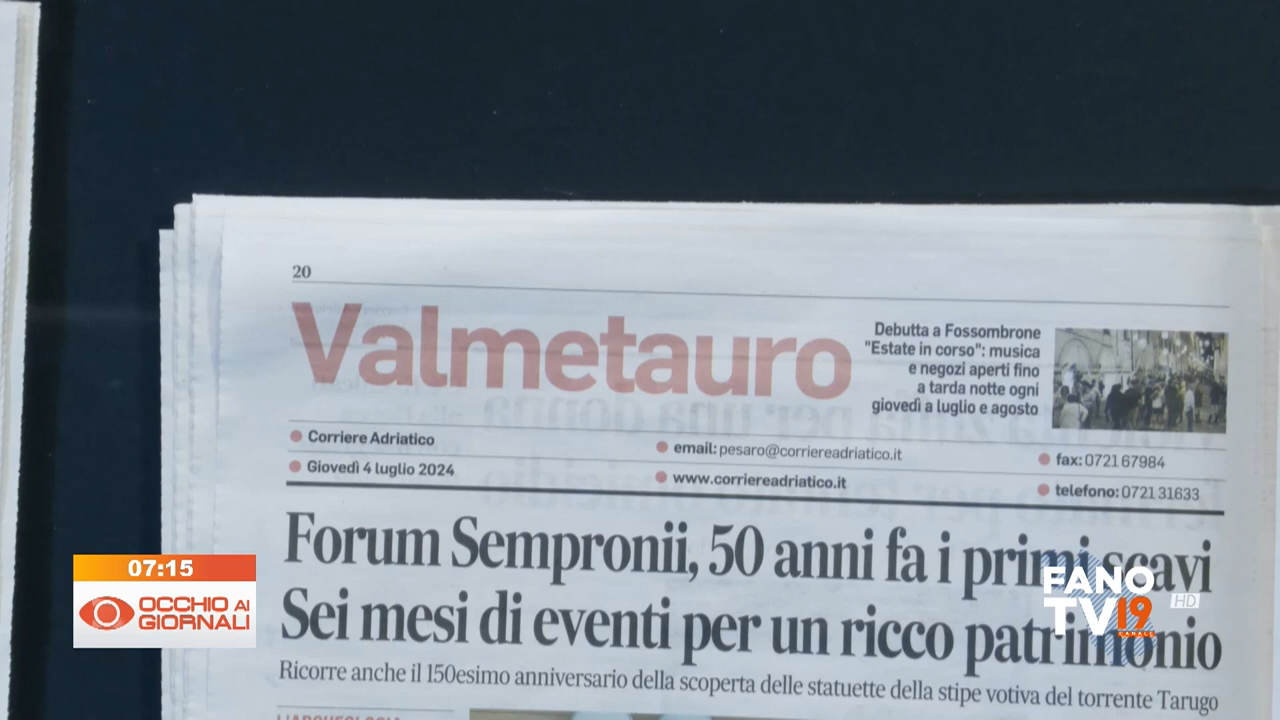 20
Valmetauro
Debutta a Fossombrone
"Estate in corso": musica
e negozi aperti fino
a tarda notte ogni
giovedì a luglio e agosto
Corriere Adriatico
email: pesaro@corriereadriatico.it
fax: 0721 67984
Giovedì 4 luglio 2024
www.corriereadriatico.it
telefono: 0721 31633
Forum Sempronii, 50 anni fa i primi scavi
Sei mesi di eventi per un ricco patrimonio
Ricorre anche il 150esimo anniversario della scoperta delle statuette della stipe votiva del torrente Tarugo
07:15
OCCHIO AI
GIORNALI
FANO
TV 19 HD
CANALE